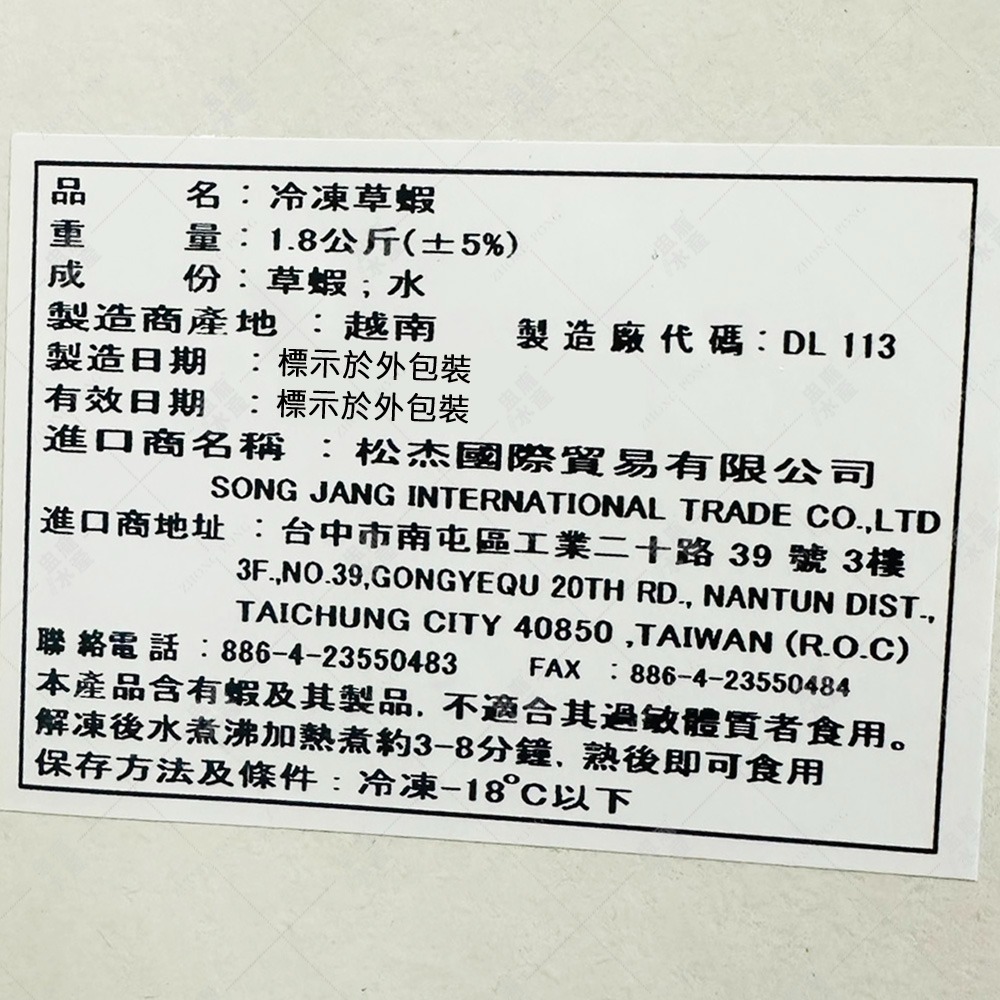 品名：冷凍草蝦
重量：1.8公斤(±5%)
成份：草蝦；水
製造商產地：越南 製造廠代碼：DL 113
製造日期：標示於外包裝
有效日期：標示於外包裝
進口商名稱：松杰國際貿易有限公司
SONG JANG INTERNATIONAL TRADE CO.,LTD
進口商地址：台中市南屯區工業二十路 39 號 3樓
3F.,NO.39,GONGYEQU 20TH RD., NANTUN DIST.,
TAICHUNG CITY 40850 ,TAIWAN (R.O.C)
聯絡電話：886-4-23550483 FAX ：886-4-23550484
本產品含有蝦及其製品, 不適合其過敏體質者食用。
解凍後水煮沸加熱煮約3-8分鐘, 熟後即可食用
保存方法及條件：冷凍-18°C以下